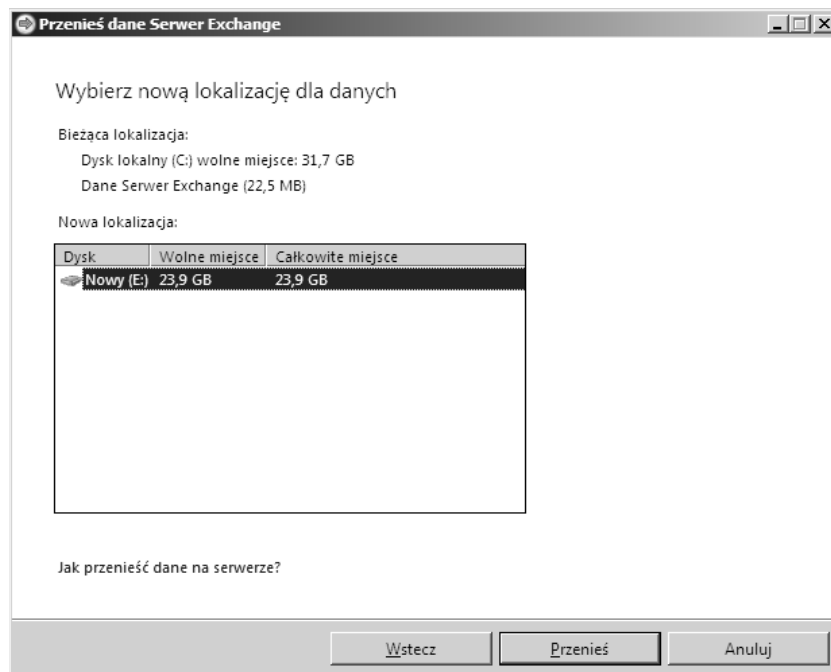 Przenieś dane Serwer Exchange
Wybierz nową lokalizację dla danych
Bieżąca lokalizacja:
Dysk lokalny (C:) wolne miejsce: 31,7 GB
Dane Serwer Exchange (22,5 MB)
Nowa lokalizacja:
Dysk Wolne miejsce Całkowite miejsce
Nowy (E:) 23,9 GB 23,9 GB
Jak przenieść dane na serwerze?
Wstecz Przenieś Anuluj